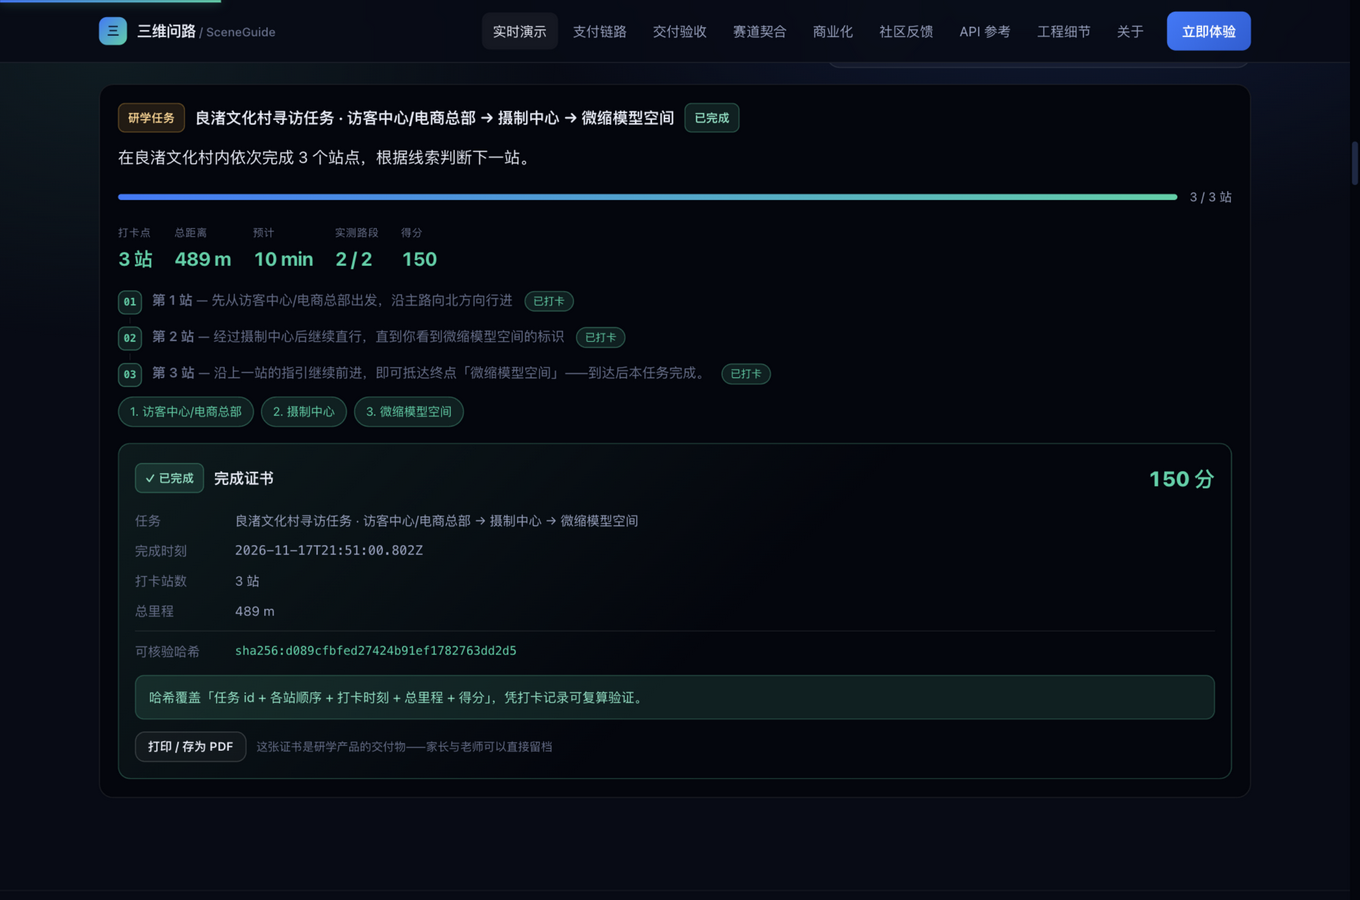 三 三维问路 / SceneGuide 实时演示 支付链路 交付验收 赛道契合 商业化 社区反馈 API 参考 工程细节 关于 立即体验
研学任务 良渚文化村寻访任务 · 访客中心/电商总部 → 摄制中心 → 微缩模型空间 已完成
在良渚文化村内依次完成 3 个站点，根据线索判断下一站。
3 / 3 站
打卡点 总距离 预计 实测路段 得分
3 站 489 m 10 min 2 / 2 150
01 第 1 站 — 先从访客中心/电商总部出发，沿主路向北方向行进 已打卡
02 第 2 站 — 经过摄制中心后继续直行，直到你看到微缩模型空间的标识 已打卡
03 第 3 站 — 沿上一站的指引继续前进，即可抵达终点「微缩模型空间」——到达后本任务完成。 已打卡
1. 访客中心/电商总部 2. 摄制中心 3. 微缩模型空间
✓ 已完成 完成证书 150 分
任务 良渚文化村寻访任务 · 访客中心/电商总部 → 摄制中心 → 微缩模型空间
完成时刻 2026-11-17T21:51:00.802Z
打卡站数 3 站
总里程 489 m
可核验哈希 sha256:d089cfbfed27424b91ef1782763dd2d5
哈希覆盖「任务 id + 各站顺序 + 打卡时刻 + 总里程 + 得分」，凭打卡记录可复算验证。
打印 / 存为 PDF 这张证书是研学产品的交付物——家长与老师可以直接留档